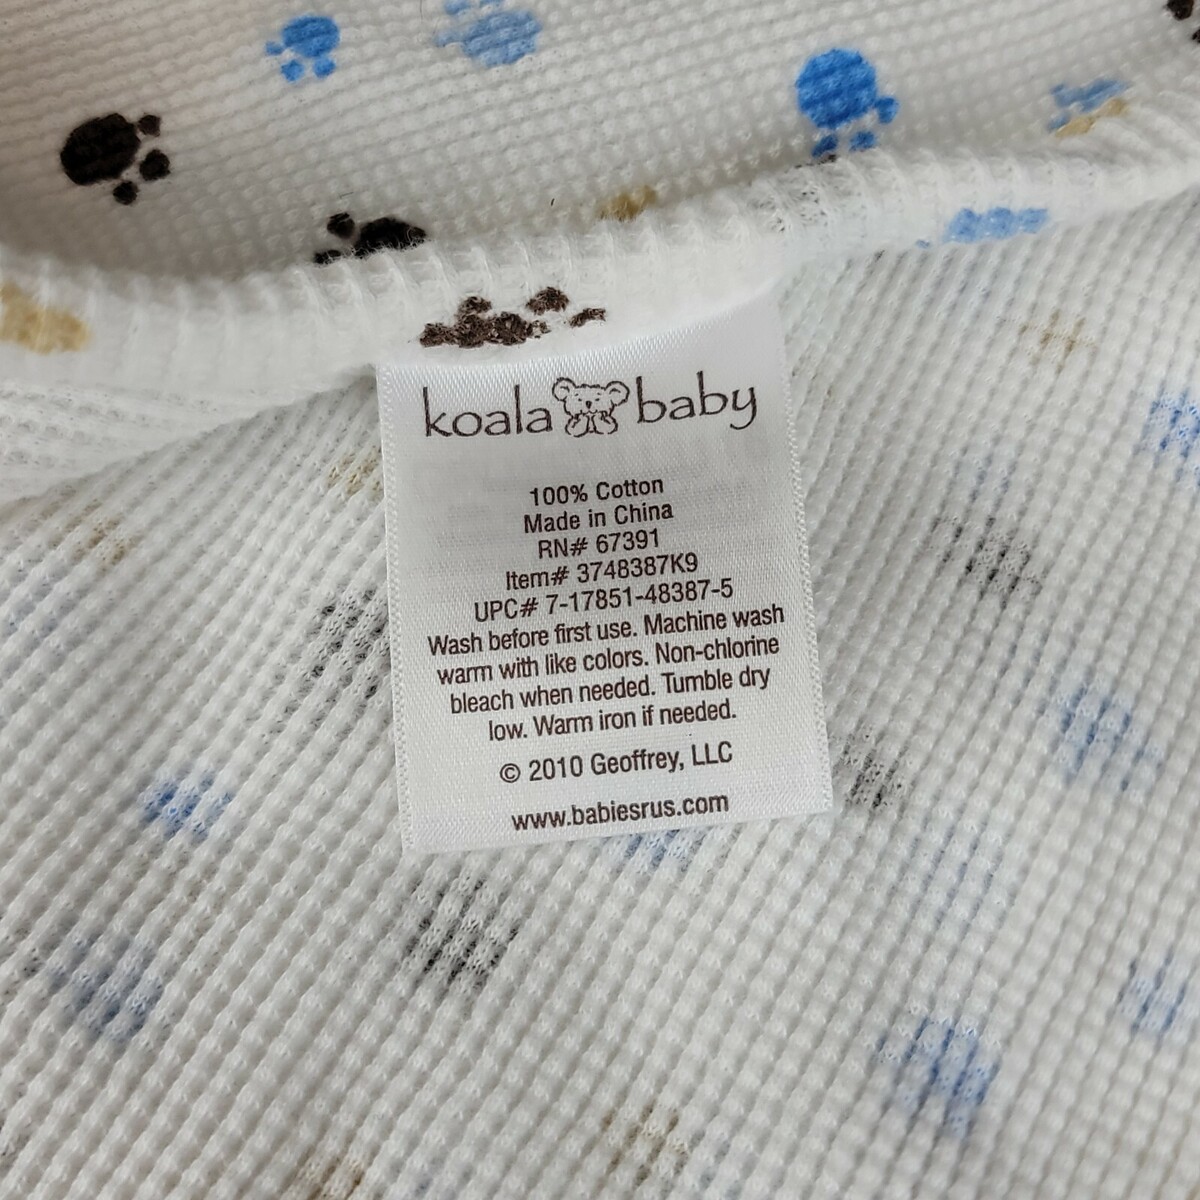 koala baby
100% Cotton
Made in China
RN# 67391
Item# 3748387K9
UPC# 7-17851-48387-5
Wash before first use. Machine wash
warm with like colors. Non-chlorine
bleach when needed. Tumble dry
low. Warm iron if needed.
© 2010 Geoffrey, LLC
www.babiesrus.com